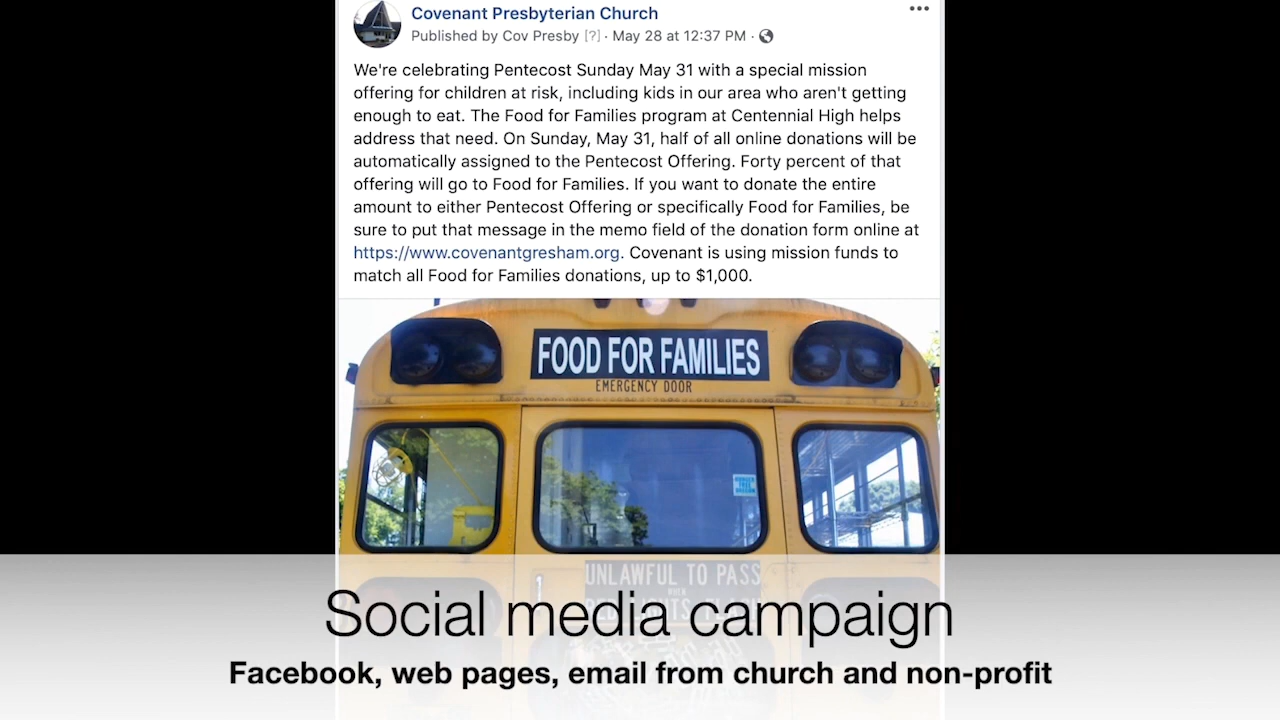 Covenant Presbyterian Church
Published by Cov Presby [?] · May 28 at 12:37 PM ·
We're celebrating Pentecost Sunday May 31 with a special mission
offering for children at risk, including kids in our area who aren't getting
enough to eat. The Food for Families program at Centennial High helps
address that need. On Sunday, May 31, half of all online donations will be
automatically assigned to the Pentecost Offering. Forty percent of that
offering will go to Food for Families. If you want to donate the entire
amount to either Pentecost Offering or specifically Food for Families, be
sure to put that message in the memo field of the donation form online at
https://www.covenantgresham.org. Covenant is using mission funds to
match all Food for Families donations, up to $1,000.
FOOD FOR FAMILIES
EMERGENCY DOOR
UNLAWFUL TO PASS
WHEN
RED LIGHTS FLASH
Social media campaign
Facebook, web pages, email from church and non-profit